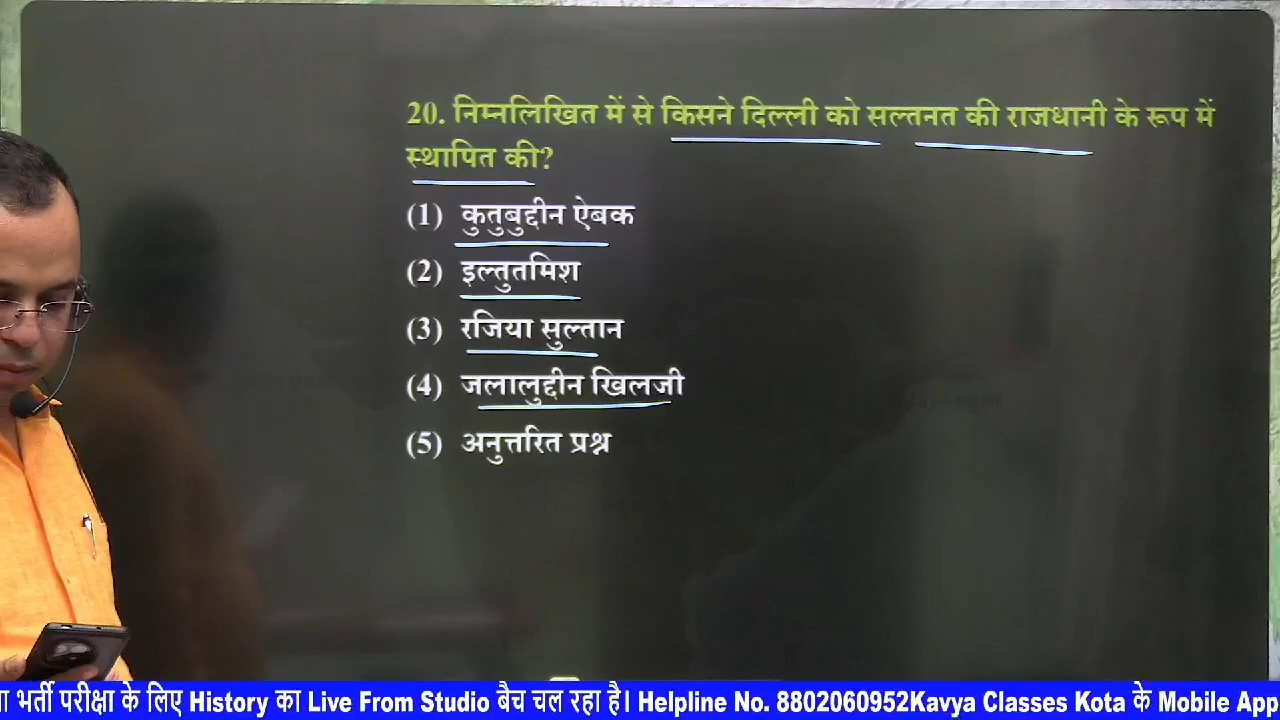 20. निम्नलिखित में से किसने दिल्ली को सल्तनत की राजधानी के रूप में
स्थापित की?
(1) कुतुबुद्दीन ऐबक
(2) इल्तुतमिश
(3) रजिया सुल्तान
(4) जलालुद्दीन खिलजी
(5) अनुत्तरित प्रश्न
भर्ती परीक्षा के लिए History का Live From Studio बैच चल रहा है। Helpline No. 8802060952Kavya Classes Kota के Mobile App